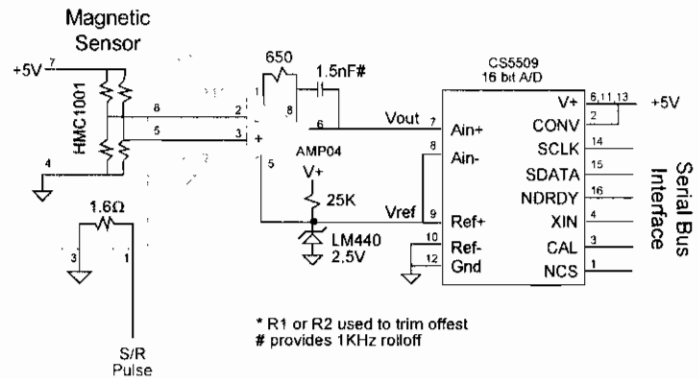 Magnetic
Sensor
+5V
7
HMC1001
4
8
5
1.6Ω
3
1
S/R
Pulse
650
1.5nF#
1
8
2
-
3
+
6
5
AMP04
V+
25K
LM440
2.5V
Vout
Vref
CS5509
16 bit A/D
7
Ain+
8
Ain-
9
Ref+
10
Ref-
12
Gnd
V+
6,11,13
+5V
CONV
2
SCLK
14
SDATA
15
NDRDY
16
XIN
4
CAL
3
NCS
1
Serial Bus
Interface
* R1 or R2 used to trim offest
# provides 1KHz rolloff